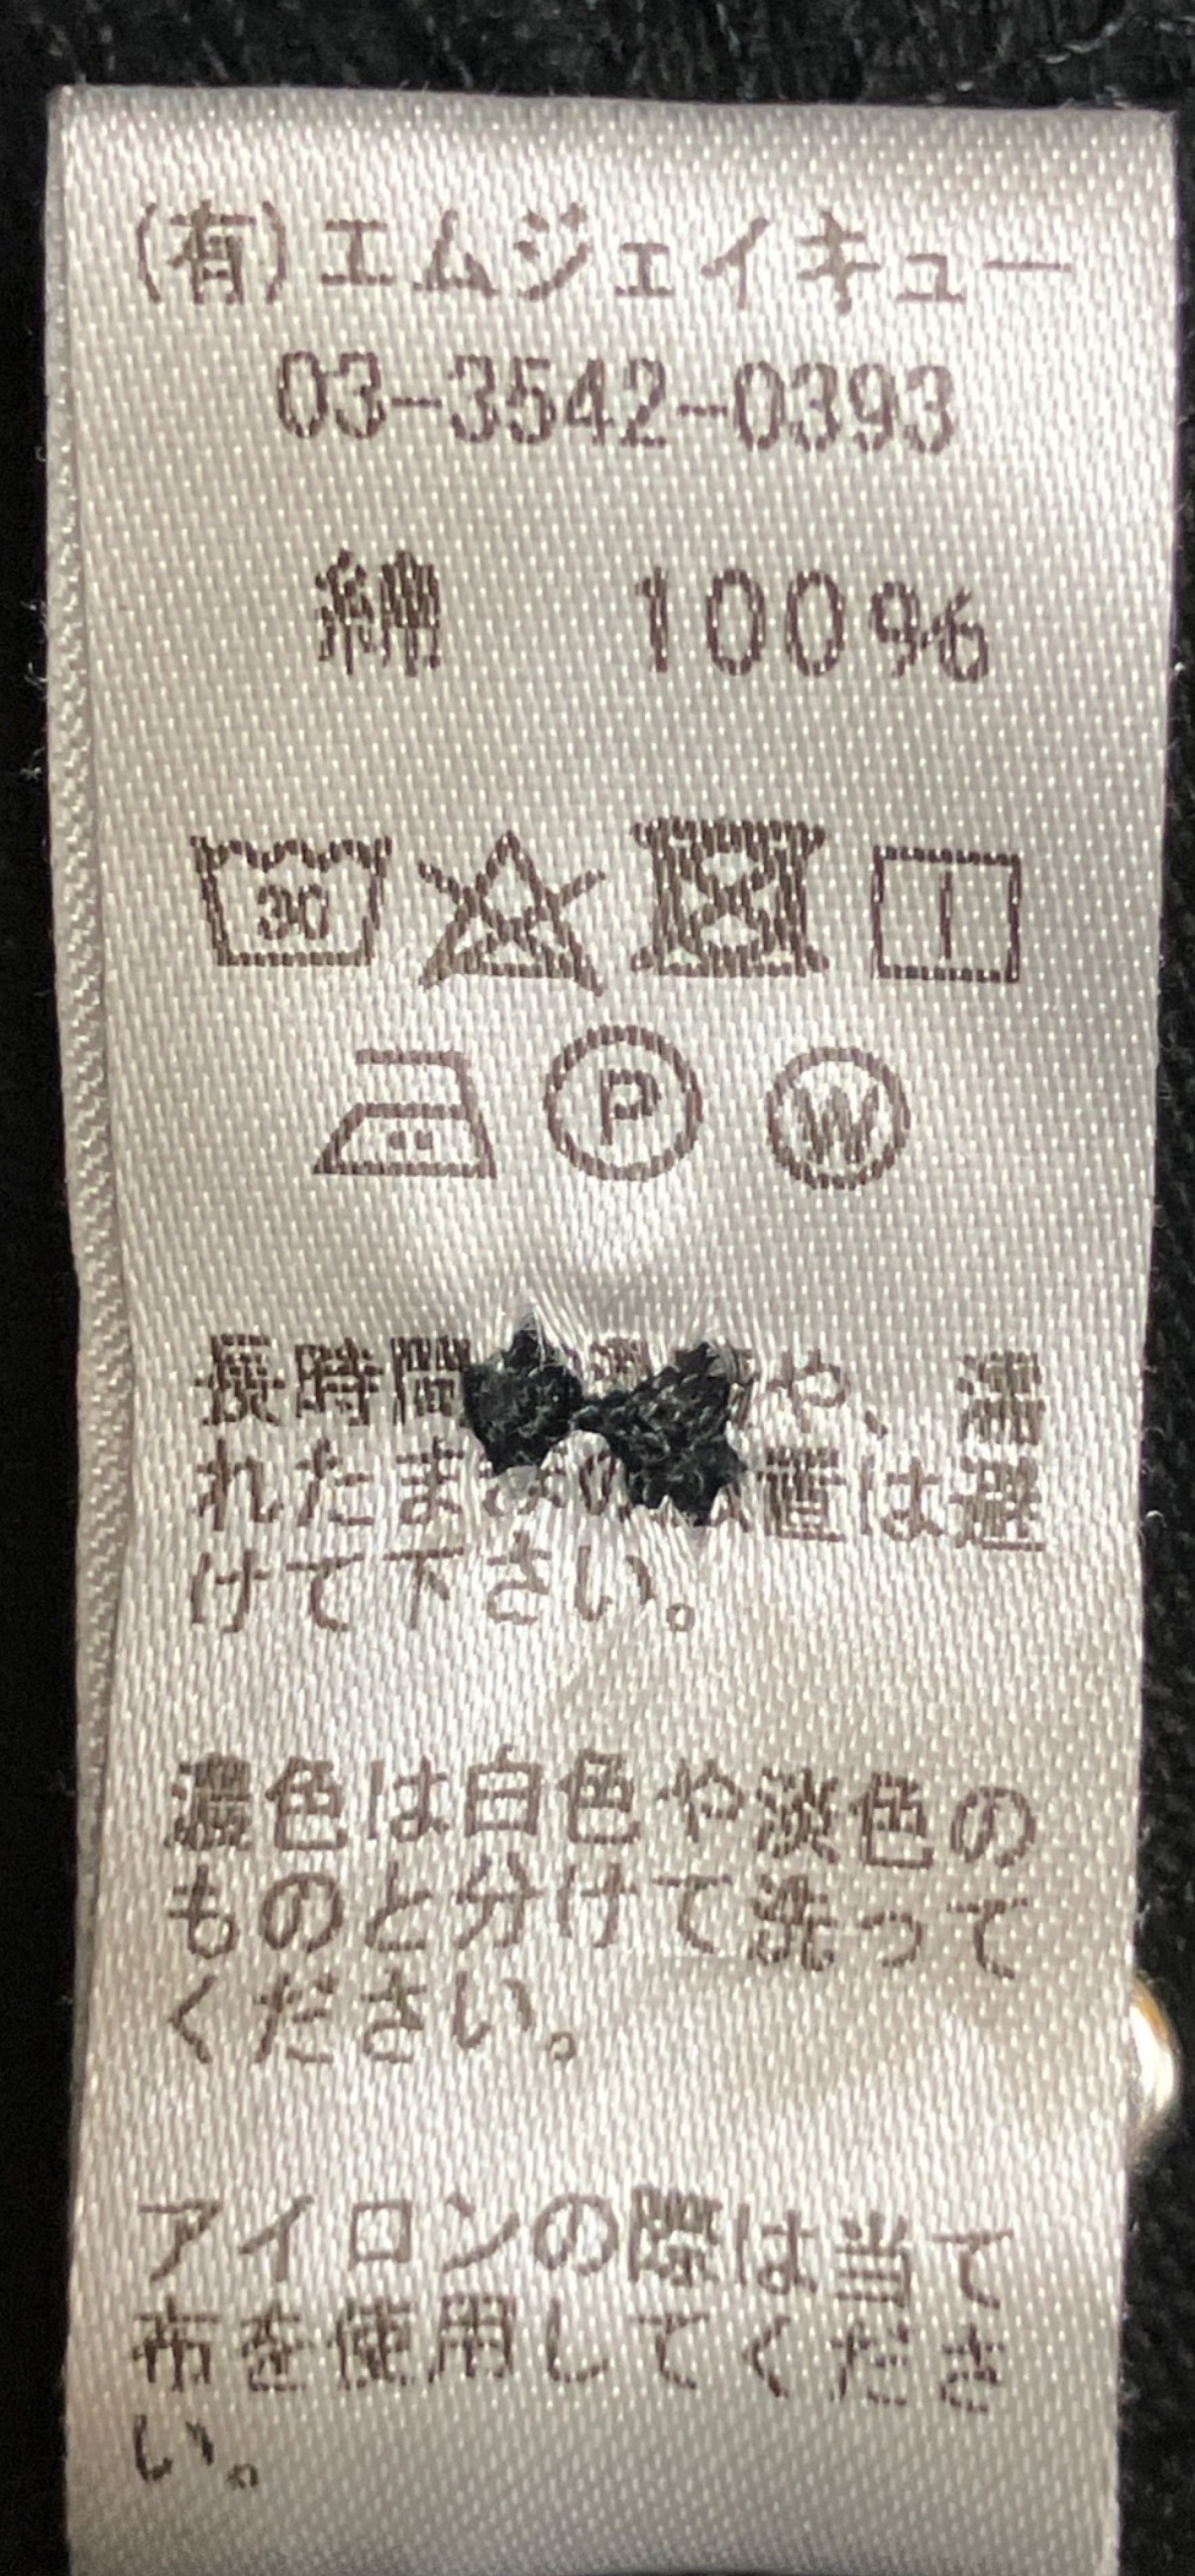 (有)エムジェイキュー
03-3542-0393
綿 100%
30
P
W
長時間や、濡
れたままの置は避
けて下さい。
濃色は白色や淡色の
ものと分けて洗って
ください。
アイロンの際は当て
布を使用してくださ
い。